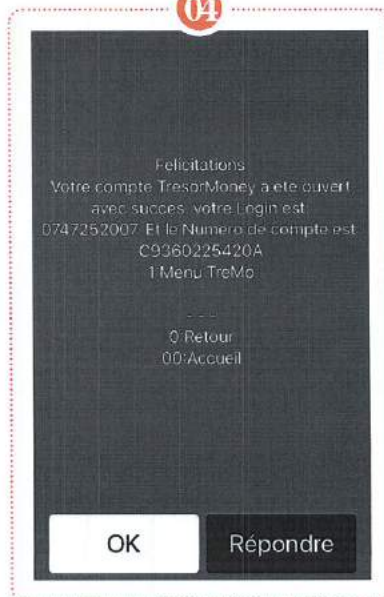 04
Felicitations
Votre compte TresorMoney a ete ouvert
avec succes, votre Login est
0747252007. Et le Numero de compte est
C9360225420A
1.Menu TreMo
---
0:Retour
00:Accueil
OK
Répondre